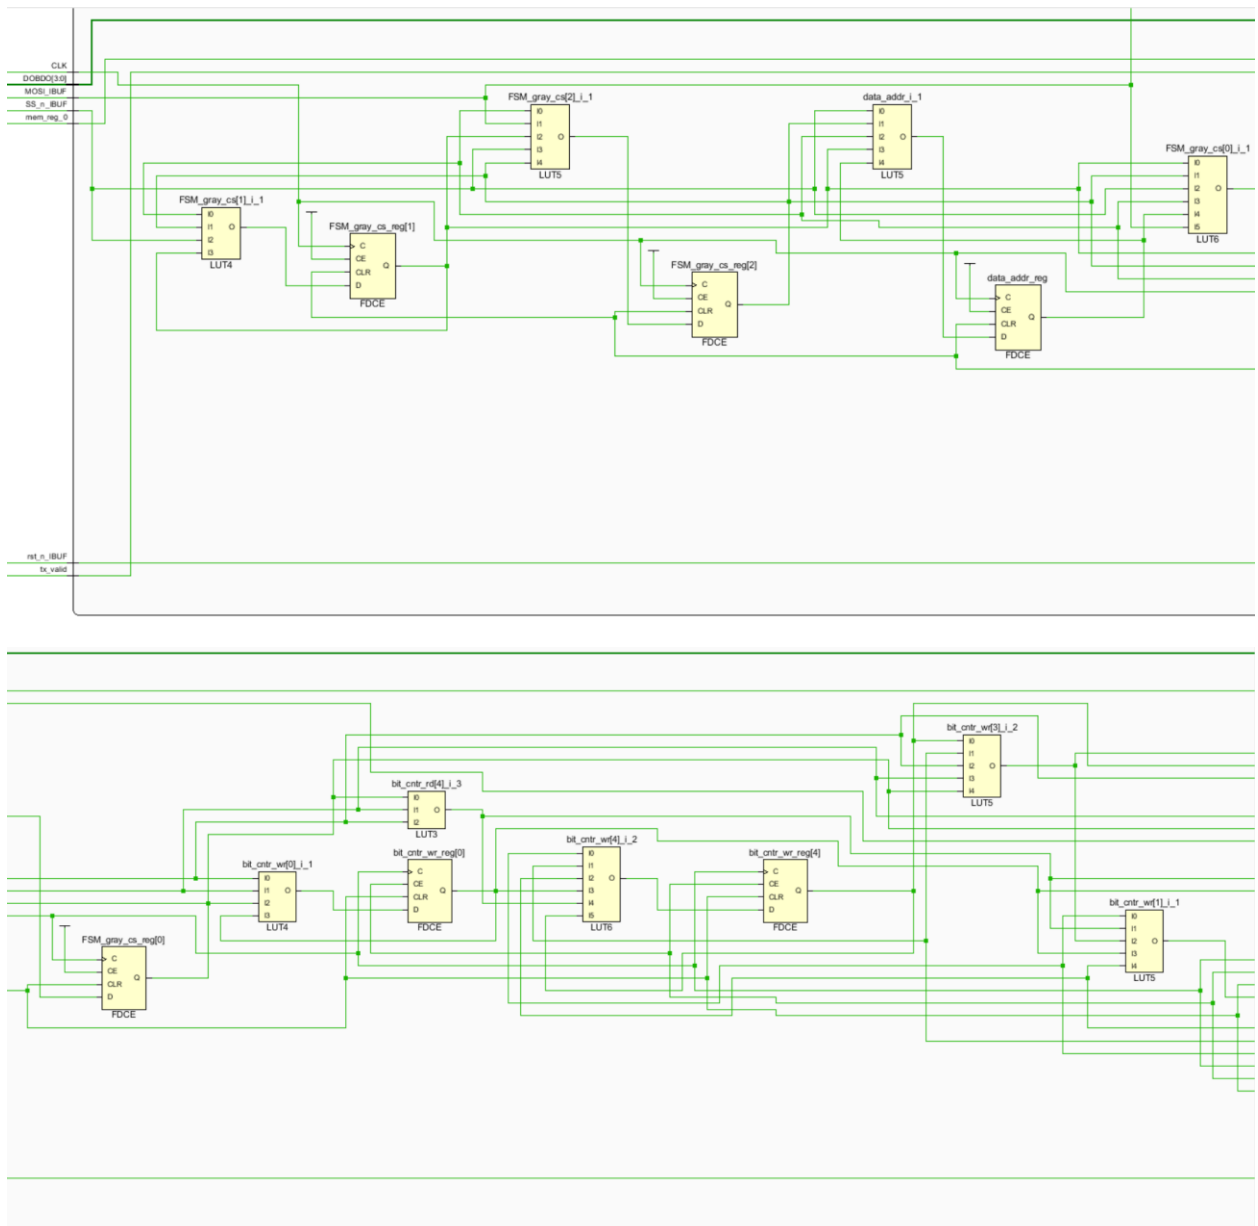 CLK
DOBDO[3:0]
MOSI_IBUF
SS_n_IBUF
mem_reg_0
FSM_gray_cs[2]_i_1
I0
I1
I2
I3
I4
O
LUT5
data_addr_i_1
I0
I1
I2
I3
I4
O
LUT5
FSM_gray_cs[0]_i_1
I0
I1
I2
I3
I4
I5
O
LUT6
FSM_gray_cs[1]_i_1
I0
I1
I2
I3
O
LUT4
FSM_gray_cs_reg[1]
C
CE
CLR
D
Q
FDCE
FSM_gray_cs_reg[2]
C
CE
CLR
D
Q
FDCE
data_addr_reg
C
CE
CLR
D
Q
FDCE
rst_n_IBUF
tx_valid
bit_cntr_wr[3]_i_2
I0
I1
I2
I3
I4
O
LUT5
bit_cntr_rd[4]_i_3
I0
I1
I2
O
LUT3
bit_cntr_wr[0]_i_1
I0
I1
I2
I3
O
LUT4
bit_cntr_wr_reg[0]
C
CE
CLR
D
Q
FDCE
bit_cntr_wr[4]_i_2
I0
I1
I2
I3
I4
I5
O
LUT6
bit_cntr_wr_reg[4]
C
CE
CLR
D
Q
FDCE
bit_cntr_wr[1]_i_1
I0
I1
I2
I3
I4
O
LUT5
FSM_gray_cs_reg[0]
C
CE
CLR
D
Q
FDCE